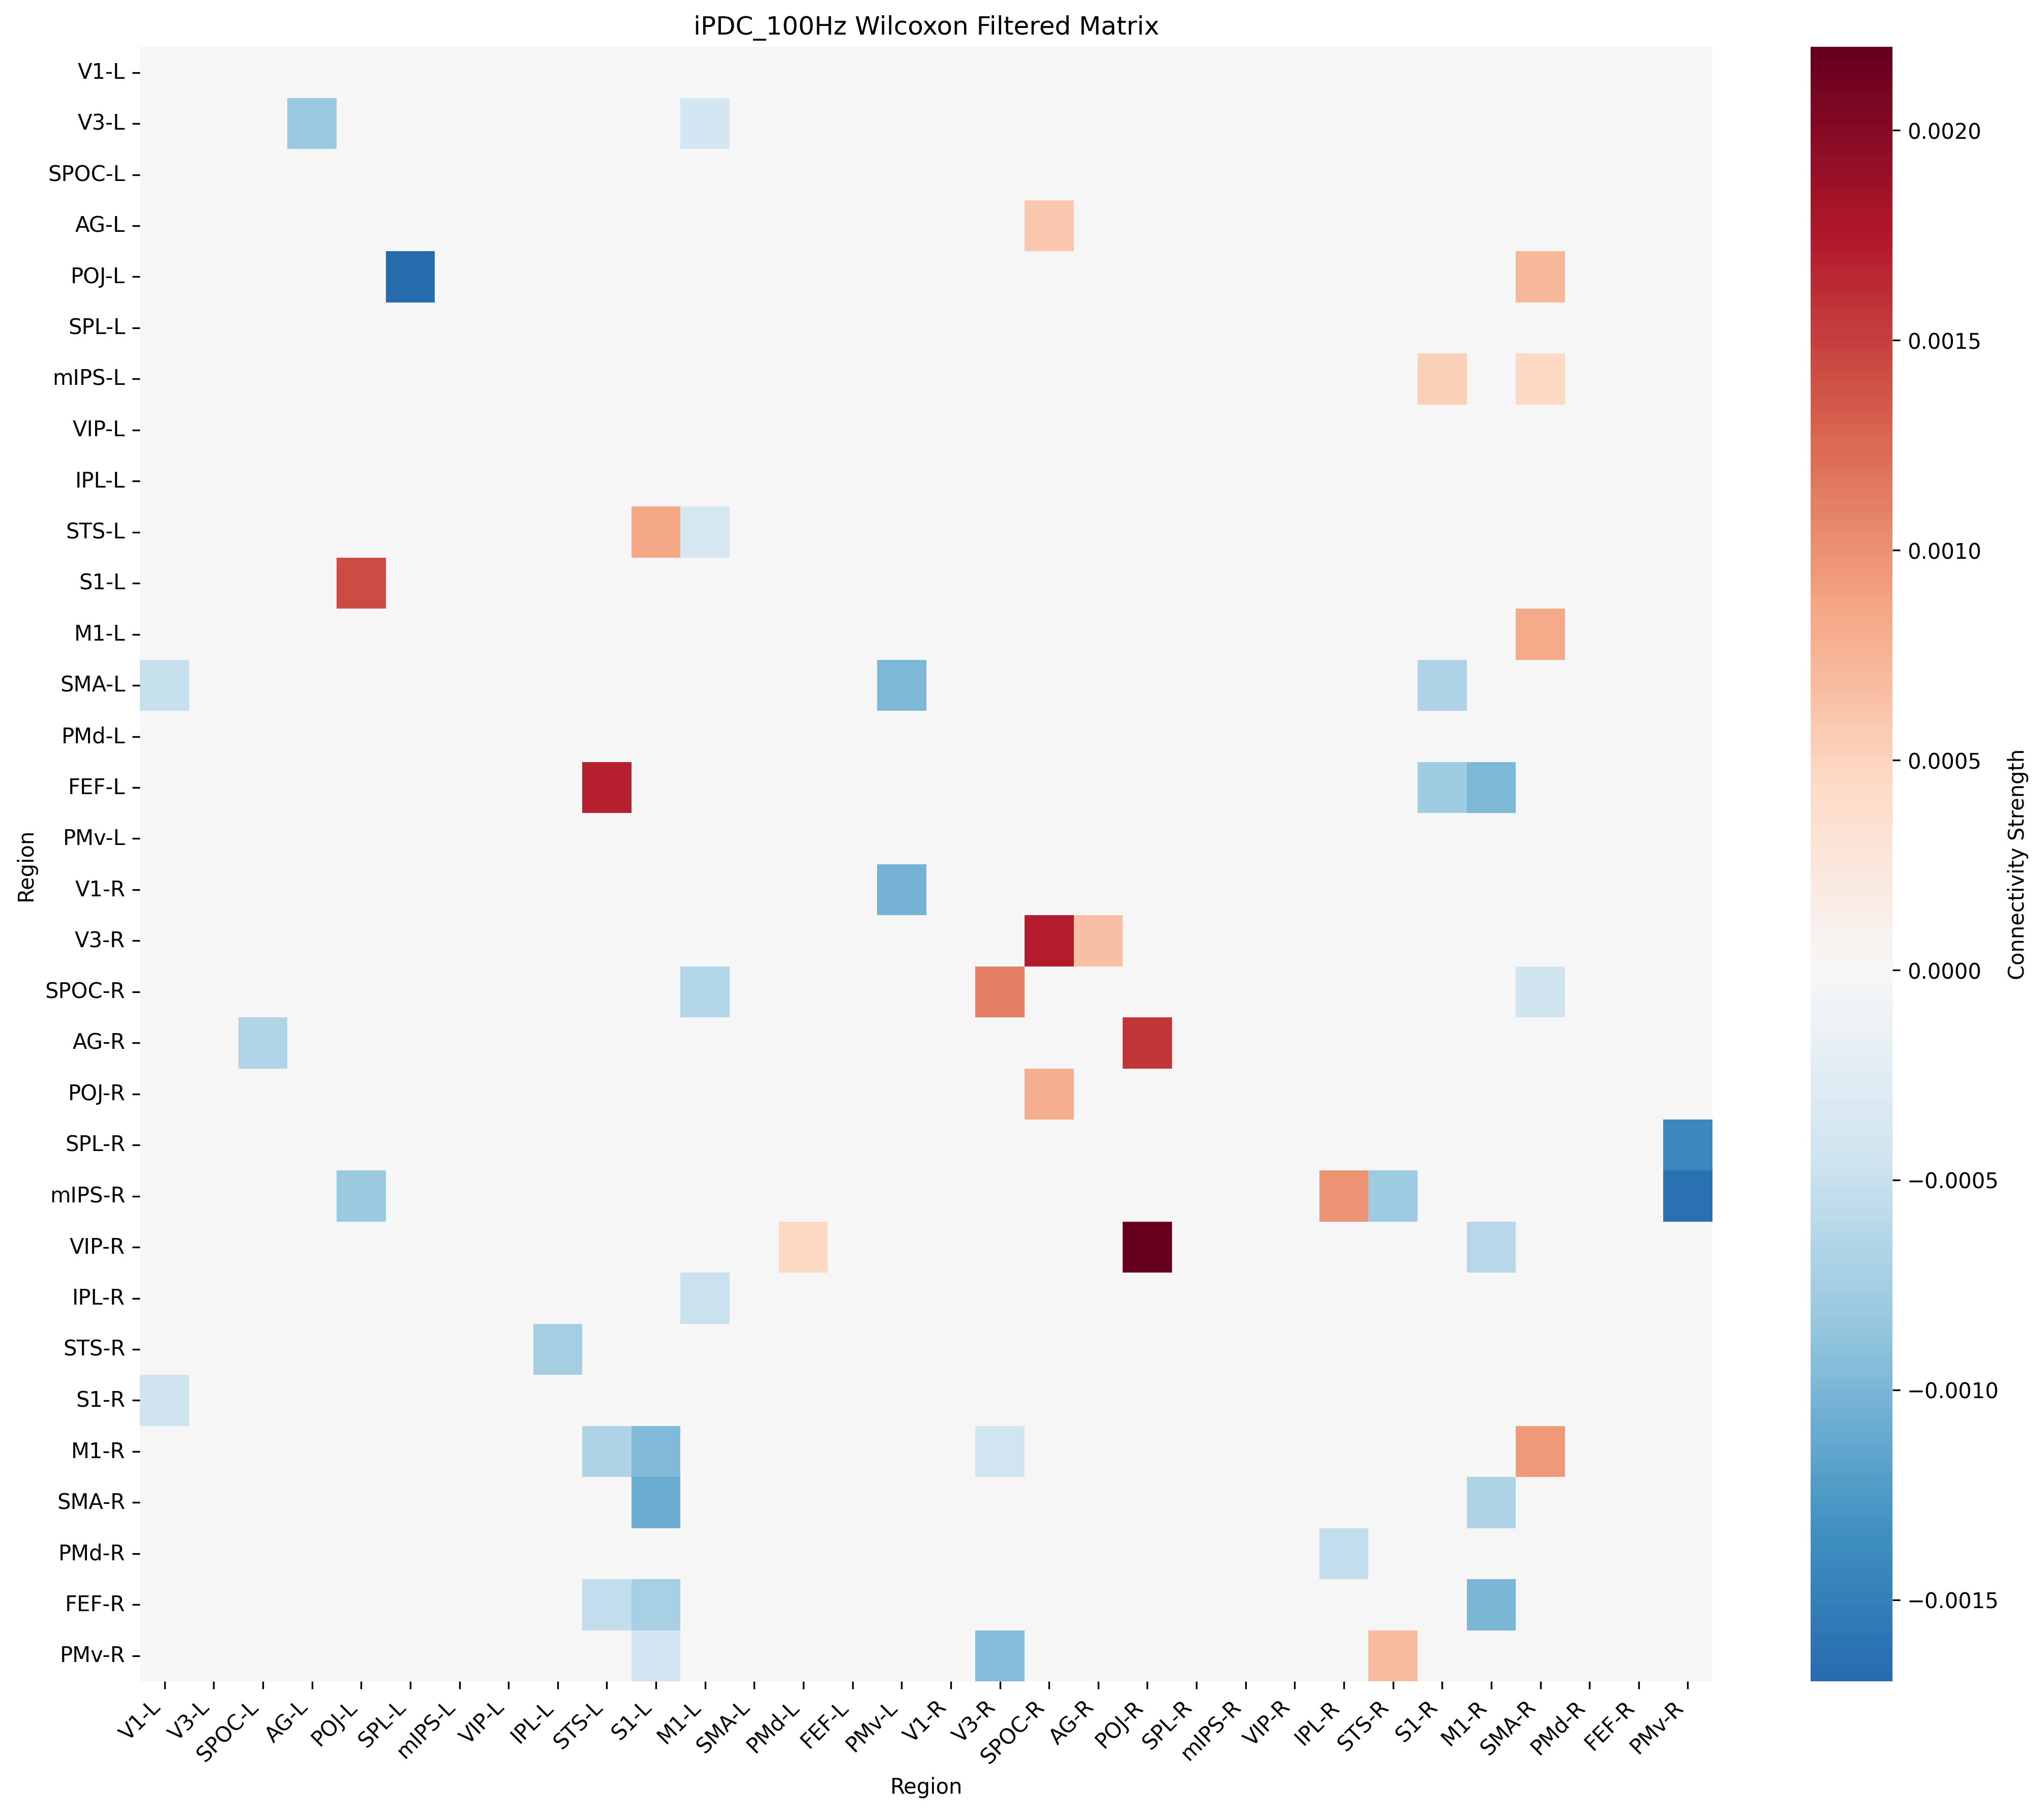 iPDC_100Hz Wilcoxon Filtered Matrix
V1-L
V3-L
SPOC-L
AG-L
POJ-L
SPL-L
mIPS-L
VIP-L
IPL-L
STS-L
S1-L
M1-L
SMA-L
PMd-L
FEF-L
PMv-L
V1-R
V3-R
SPOC-R
AG-R
POJ-R
SPL-R
mIPS-R
VIP-R
IPL-R
STS-R
S1-R
M1-R
SMA-R
PMd-R
FEF-R
PMv-R
Region
V1-L
V3-L
SPOC-L
AG-L
POJ-L
SPL-L
mIPS-L
VIP-L
IPL-L
STS-L
S1-L
M1-L
SMA-L
PMd-L
FEF-L
PMv-L
V1-R
V3-R
SPOC-R
AG-R
POJ-R
SPL-R
mIPS-R
VIP-R
IPL-R
STS-R
S1-R
M1-R
SMA-R
PMd-R
FEF-R
PMv-R
Region
0.0020
0.0015
0.0010
0.0005
0.0000
−0.0005
−0.0010
−0.0015
Connectivity Strength